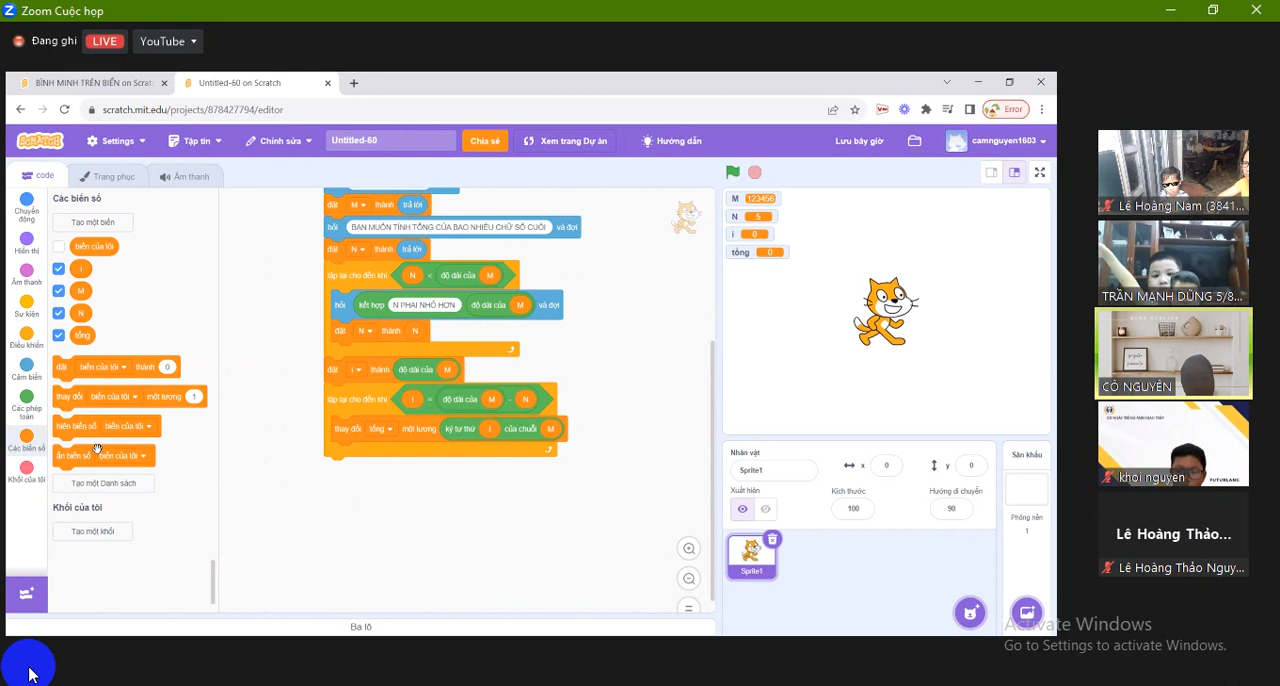 Zoom Cuộc họp
Đang ghi LIVE YouTube
BÌNH MINH TRÊN BIỂN on Scrat
Untitled-60 on Scratch
scratch.mit.edu/projects/878427794/editor
Error
SCRATCH Settings Tập tin Chỉnh sửa Untitled-60 Chia sẻ Xem trang Dự án Hướng dẫn Lưu bây giờ camnguyen1603
code Trang phục Âm thanh
Chuyển động
Hiển thị
Âm thanh
Sự kiện
Điều khiển
Cảm biến
Các phép toán
Các biến số
Khối của tôi
Các biến số
Tạo một biến
biến của tôi
i
M
N
tổng
đặt biến của tôi thành 0
thay đổi biến của tôi một lượng 1
hiện biến số biến của tôi
ẩn biến số biến của tôi
Tạo một Danh sách
Khối của tôi
Tạo một khối
đặt M thành trả lời
hỏi BẠN MUỐN TÍNH TỔNG CỦA BAO NHIÊU CHỮ SỐ CUỐI và đợi
đặt N thành trả lời
lặp lại cho đến khi N < độ dài của M
hỏi kết hợp N PHẢI NHỎ HƠN độ dài của M và đợi
đặt N thành N
đặt i thành độ dài của M
lặp lại cho đến khi i = độ dài của M - N
thay đổi tổng một lượng ký tự thứ i của chuỗi M
M 123456
N 5
i 0
tổng 0
Nhân vật
Sprite1
x 0
y 0
Xuất hiện
Kích thước
100
Hướng di chuyển
90
Sprite1
Sân khấu
Phông nền
1
Ba lô
Lê Hoàng Nam (3841...
TRẦN MẠNH DŨNG 5/8...
CÔ NGUYÊN
khoi nguyen
FUTURLANG
Lê Hoàng Thảo...
Lê Hoàng Thảo Nguy...
Activate Windows
Go to Settings to activate Windows.